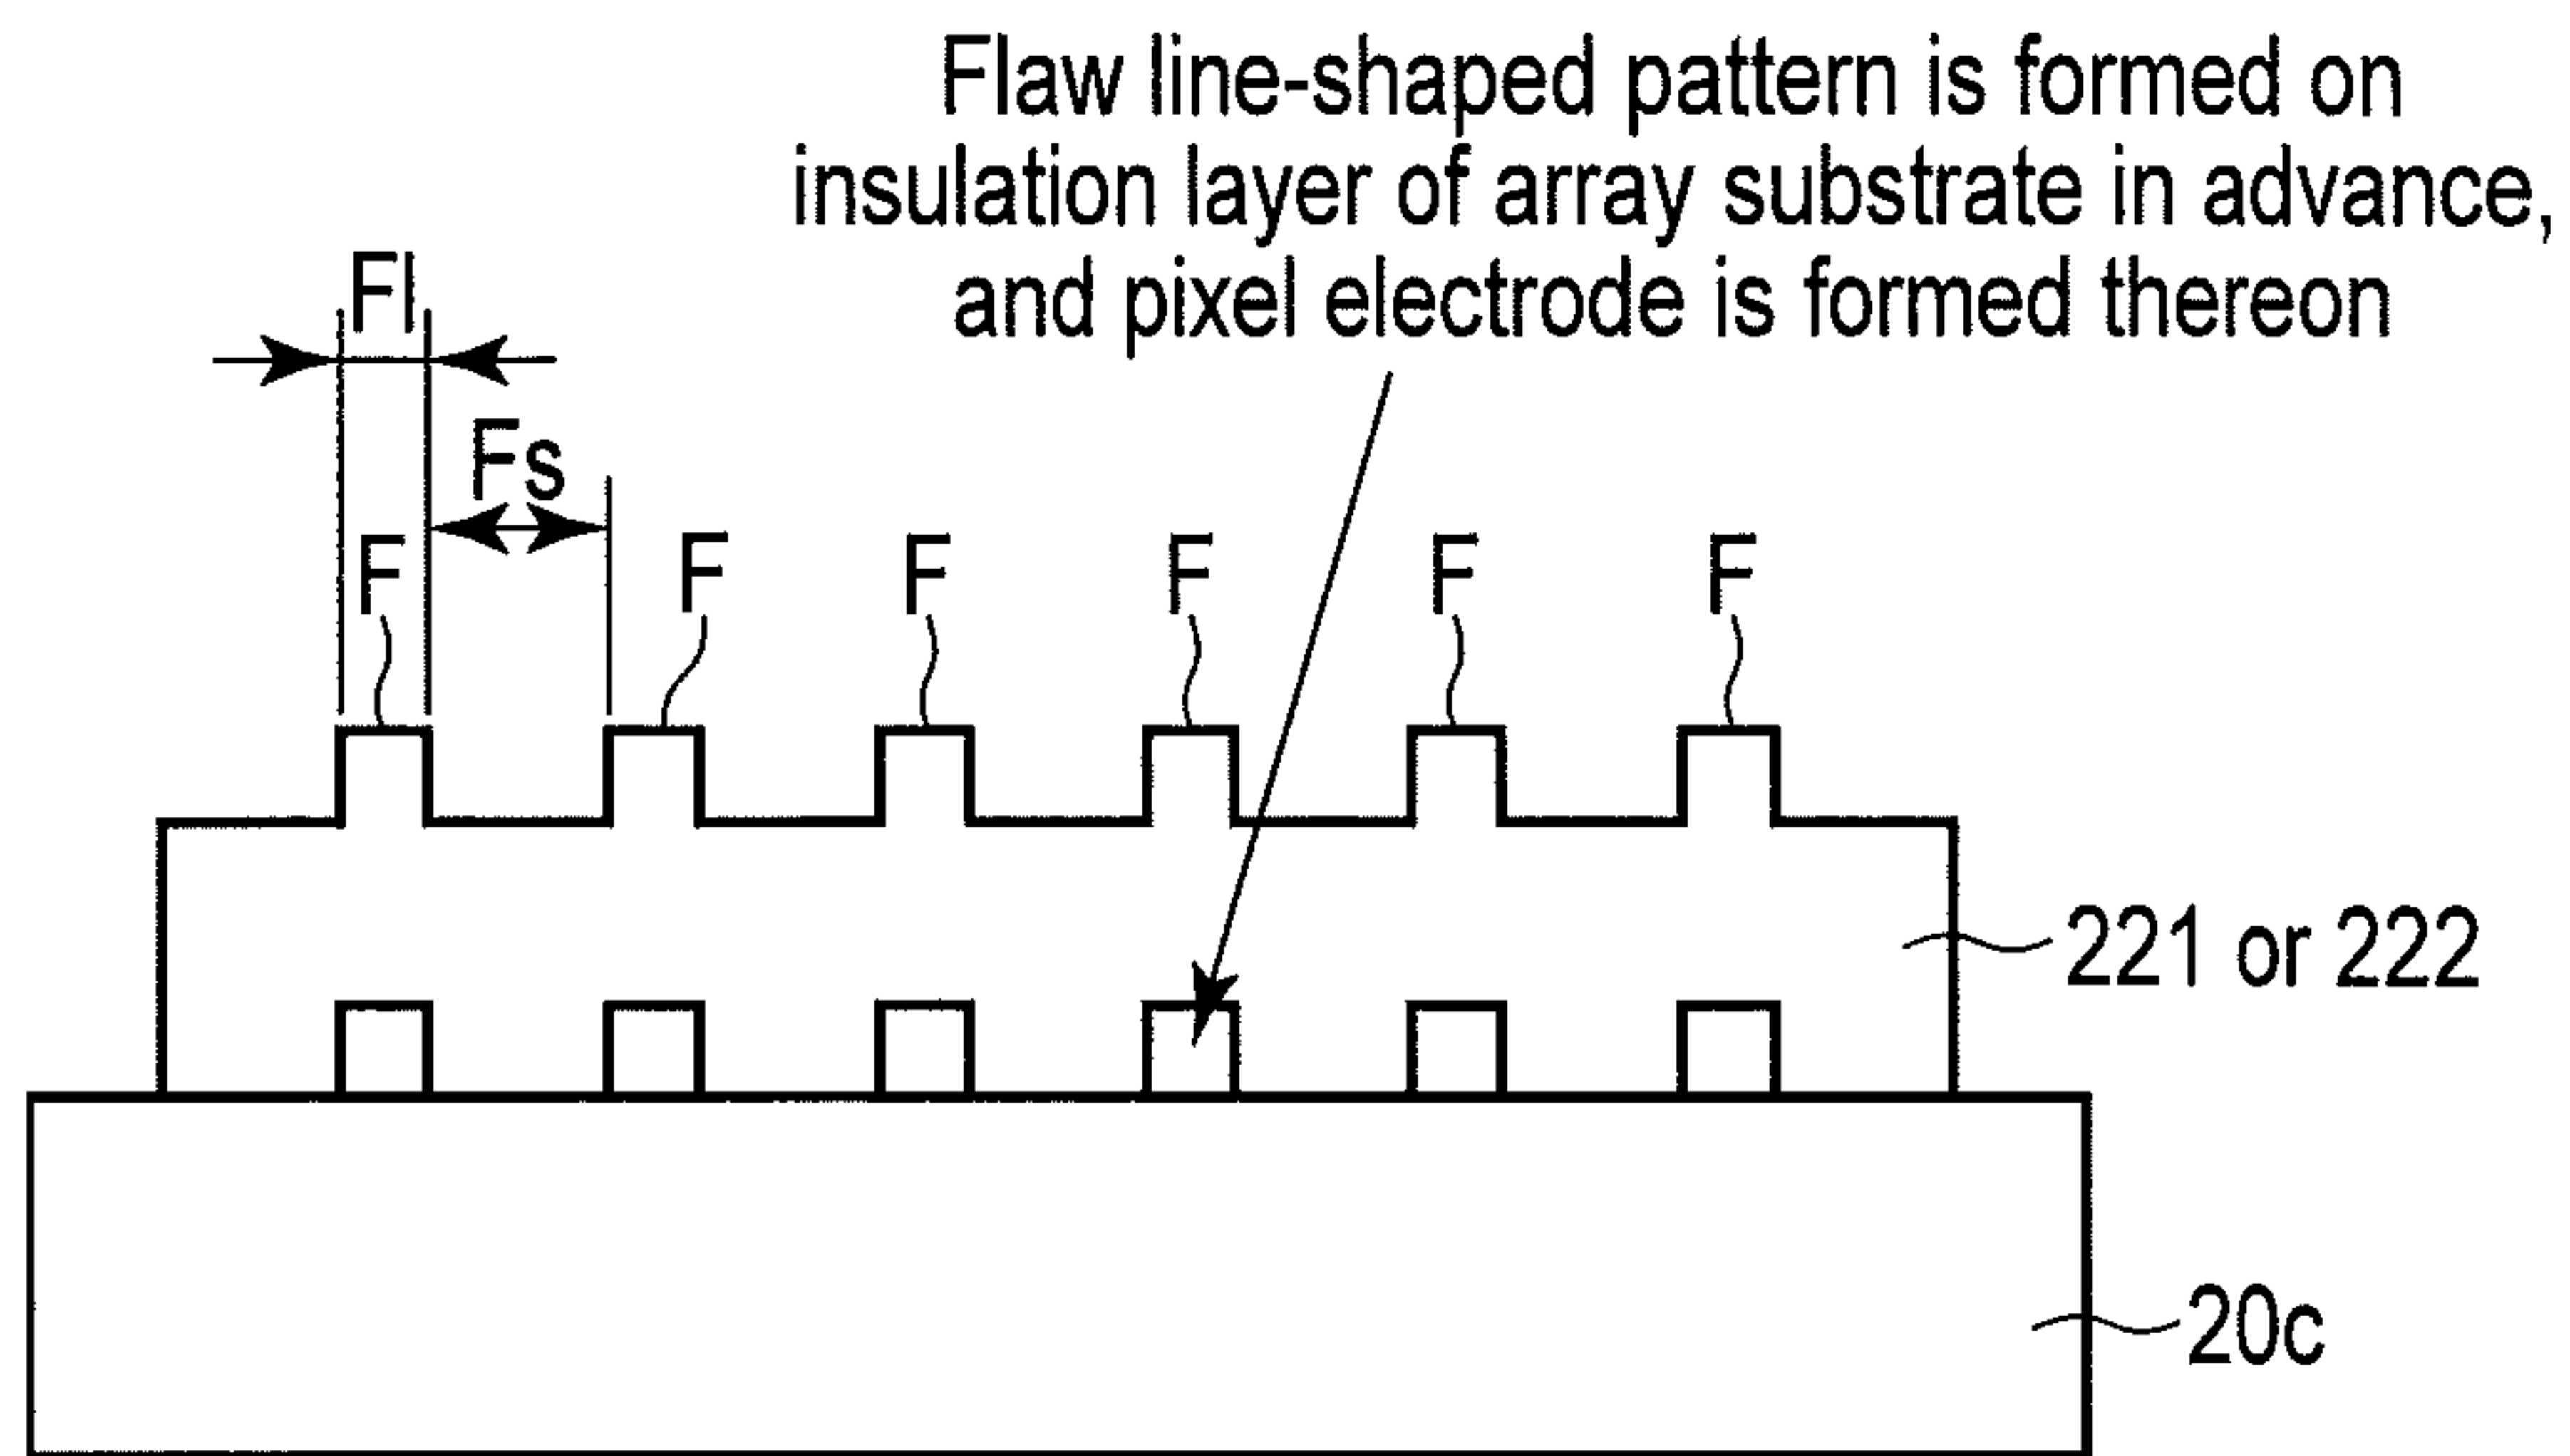 Flaw line-shaped pattern is formed on
insulation layer of array substrate in advance,
and pixel electrode is formed thereon
Fl
Fs
F F F F F F
221 or 222
20c